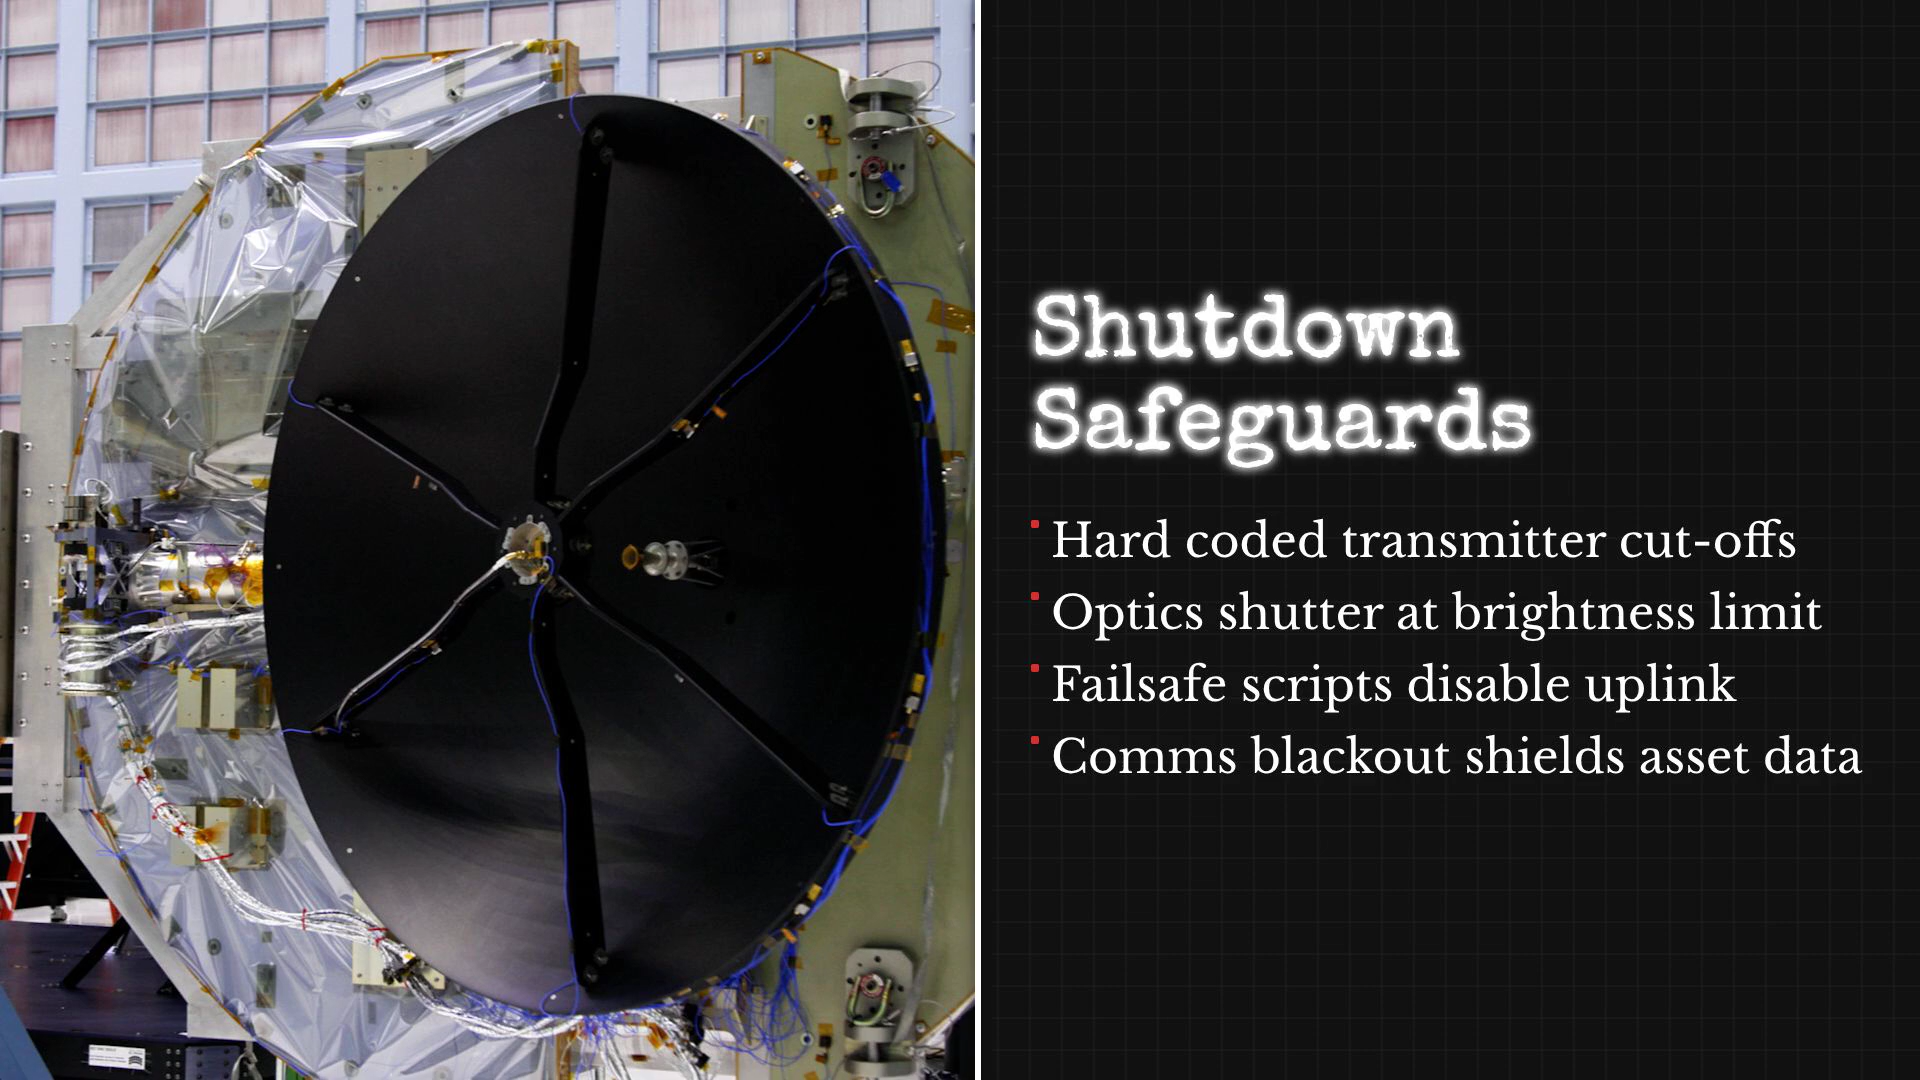 Shutdown
Safeguards
Hard coded transmitter cut-offs
Optics shutter at brightness limit
Failsafe scripts disable uplink
Comms blackout shields asset data